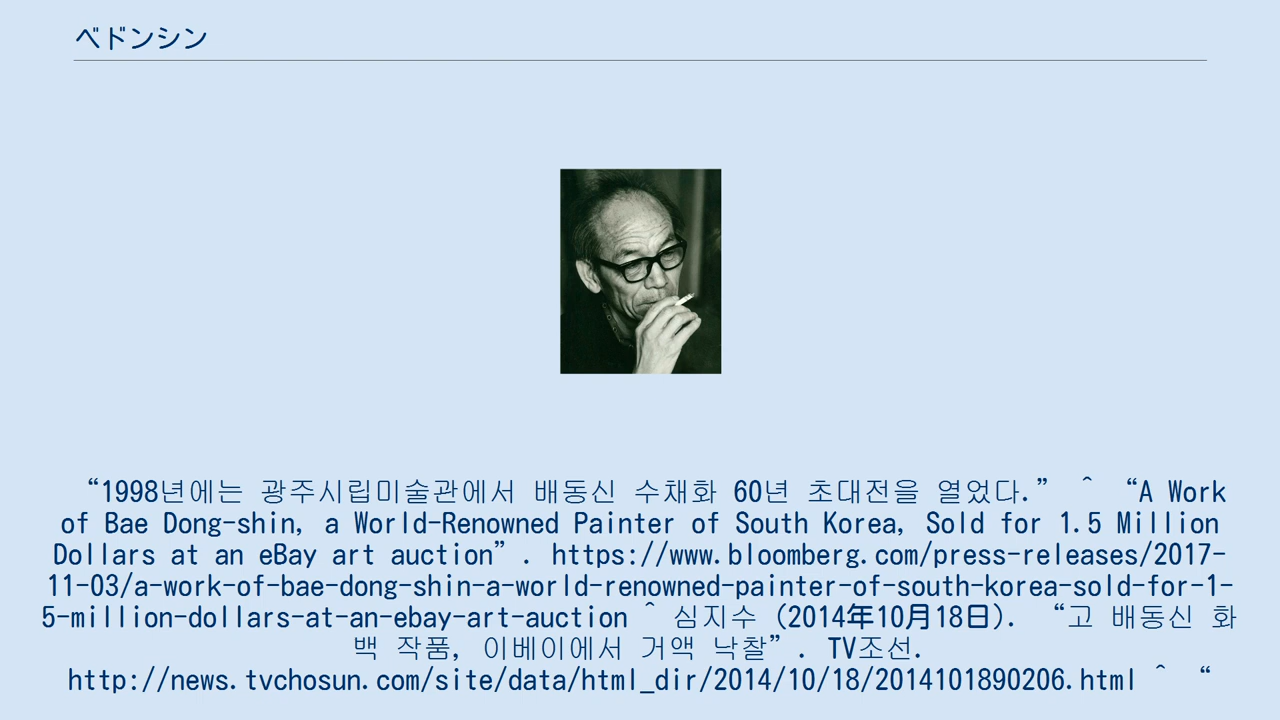 ベドンシン
“1998년에는 광주시립미술관에서 배동신 수채화 60년 초대전을 열었다.” ^ “A Work
of Bae Dong-shin, a World-Renowned Painter of South Korea, Sold for 1.5 Million
Dollars at an eBay art auction”. https://www.bloomberg.com/press-releases/2017-
11-03/a-work-of-bae-dong-shin-a-world-renowned-painter-of-south-korea-sold-for-1-
5-million-dollars-at-an-ebay-art-auction ^ 심지수 (2014年10月18日). “고 배동신 화
백 작품, 이베이에서 거액 낙찰”. TV조선.
http://news.tvchosun.com/site/data/html_dir/2014/10/18/2014101890206.html ^ “